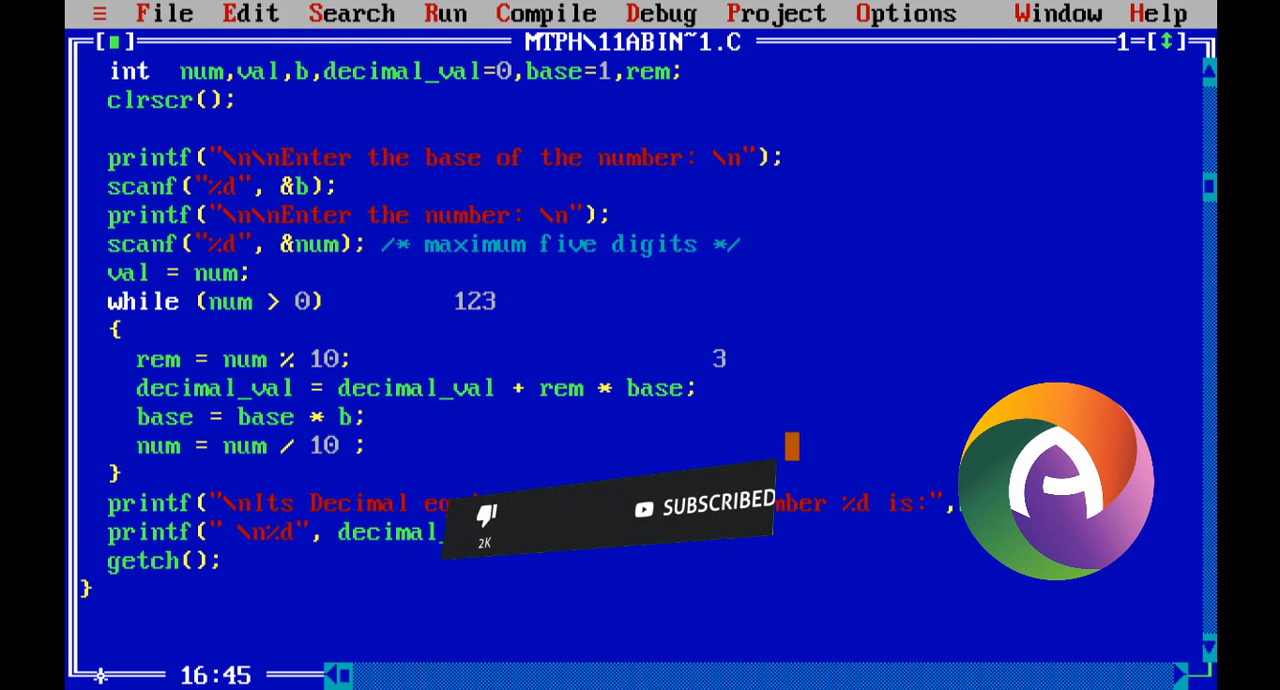 ≡ File Edit Search Run Compile Debug Project Options Window Help
[■] MTPH\11ABIN~1.C 1=[↕]
int num,val,b,decimal_val=0,base=1,rem;
clrscr();
printf("\n\nEnter the base of the number: \n");
scanf("%d", &b);
printf("\n\nEnter the number: \n");
scanf("%d", &num); /* maximum five digits */
val = num;
while (num > 0) 123
{
rem = num % 10; 3
decimal_val = decimal_val + rem * base;
base = base * b;
num = num / 10 ;
}
printf("\nIts Decimal %d is:",
printf(" \n%d", decimal_
getch();
}
2K
SUBSCRIBED
A
16:45